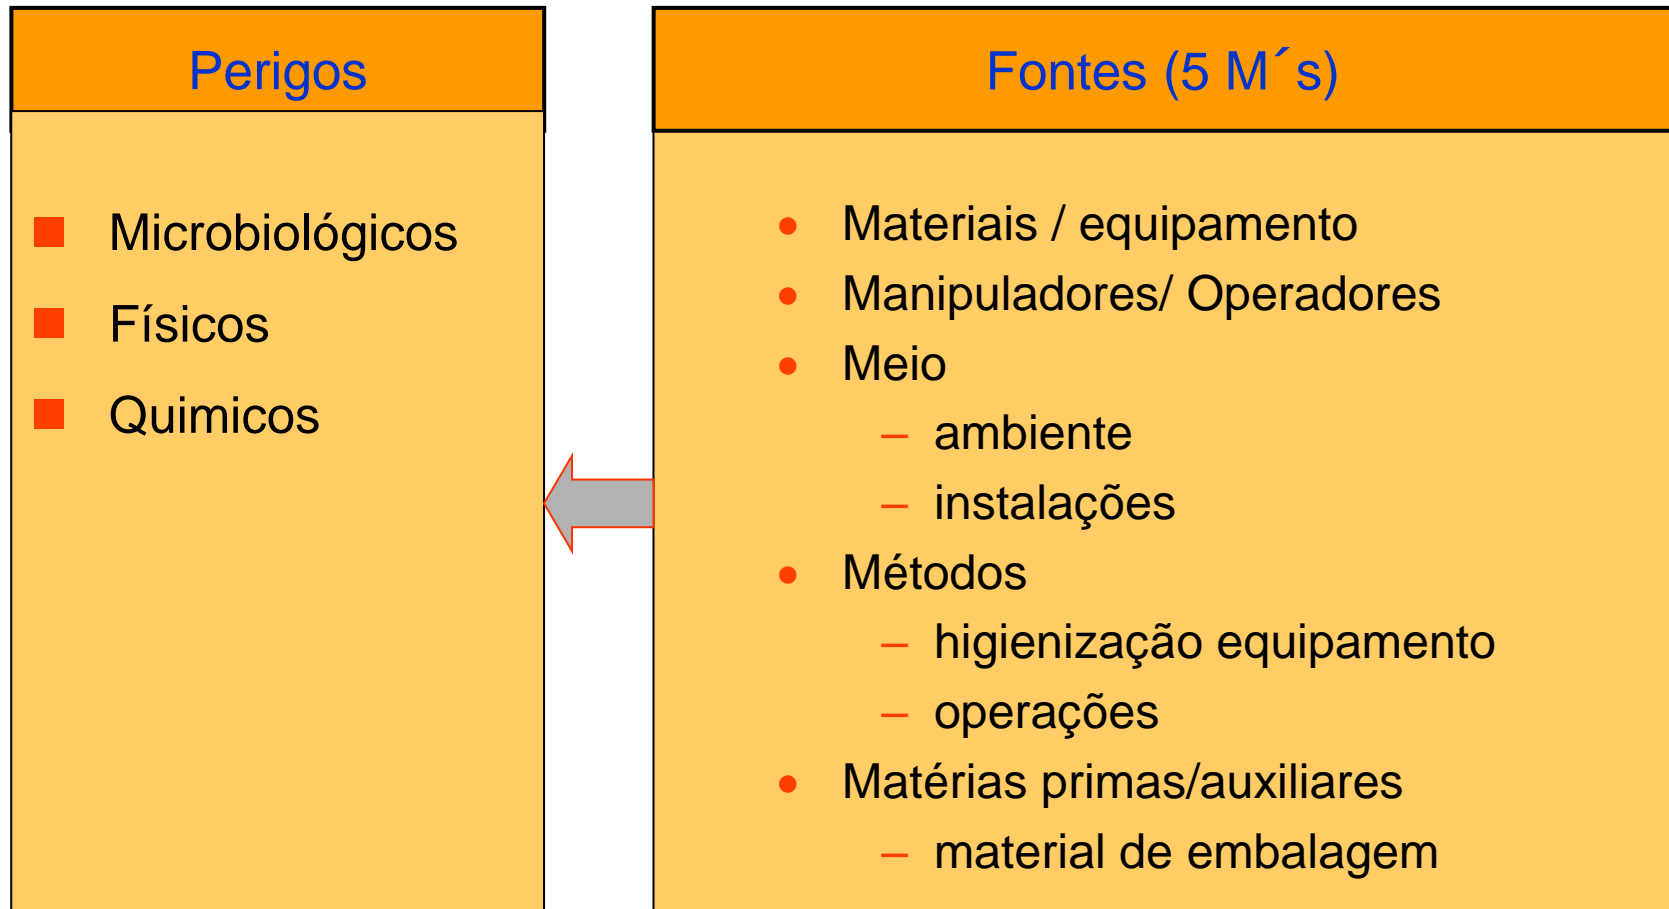 Perigos
Microbiológicos
Físicos
Quimicos
Fontes (5 M´s)
Materiais / equipamento
Manipuladores/ Operadores
Meio
– ambiente
– instalações
Métodos
– higienização equipamento
– operações
Matérias primas/auxiliares
– material de embalagem